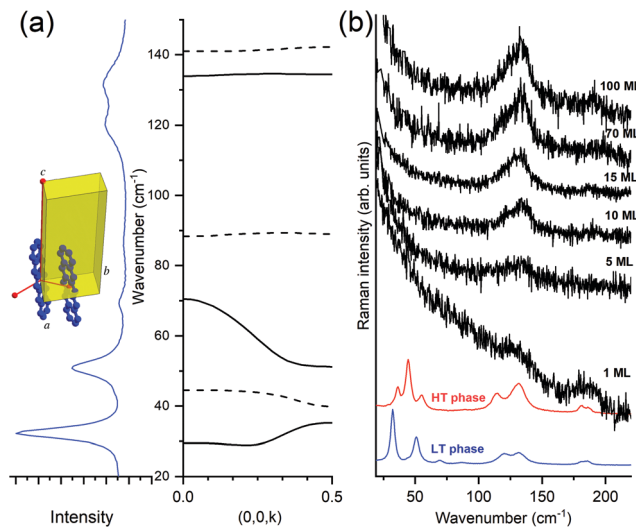 (a)
(b)
140
120
100
80
60
40
20
Wavenumber (cm⁻¹)
c
b
a
Intensity
0.0
0.5
(0,0,k)
Raman intensity (arb. units)
100 ML
70 ML
15 ML
10 ML
5 ML
1 ML
HT phase
LT phase
50
100
150
200
Wavenumber (cm⁻¹)